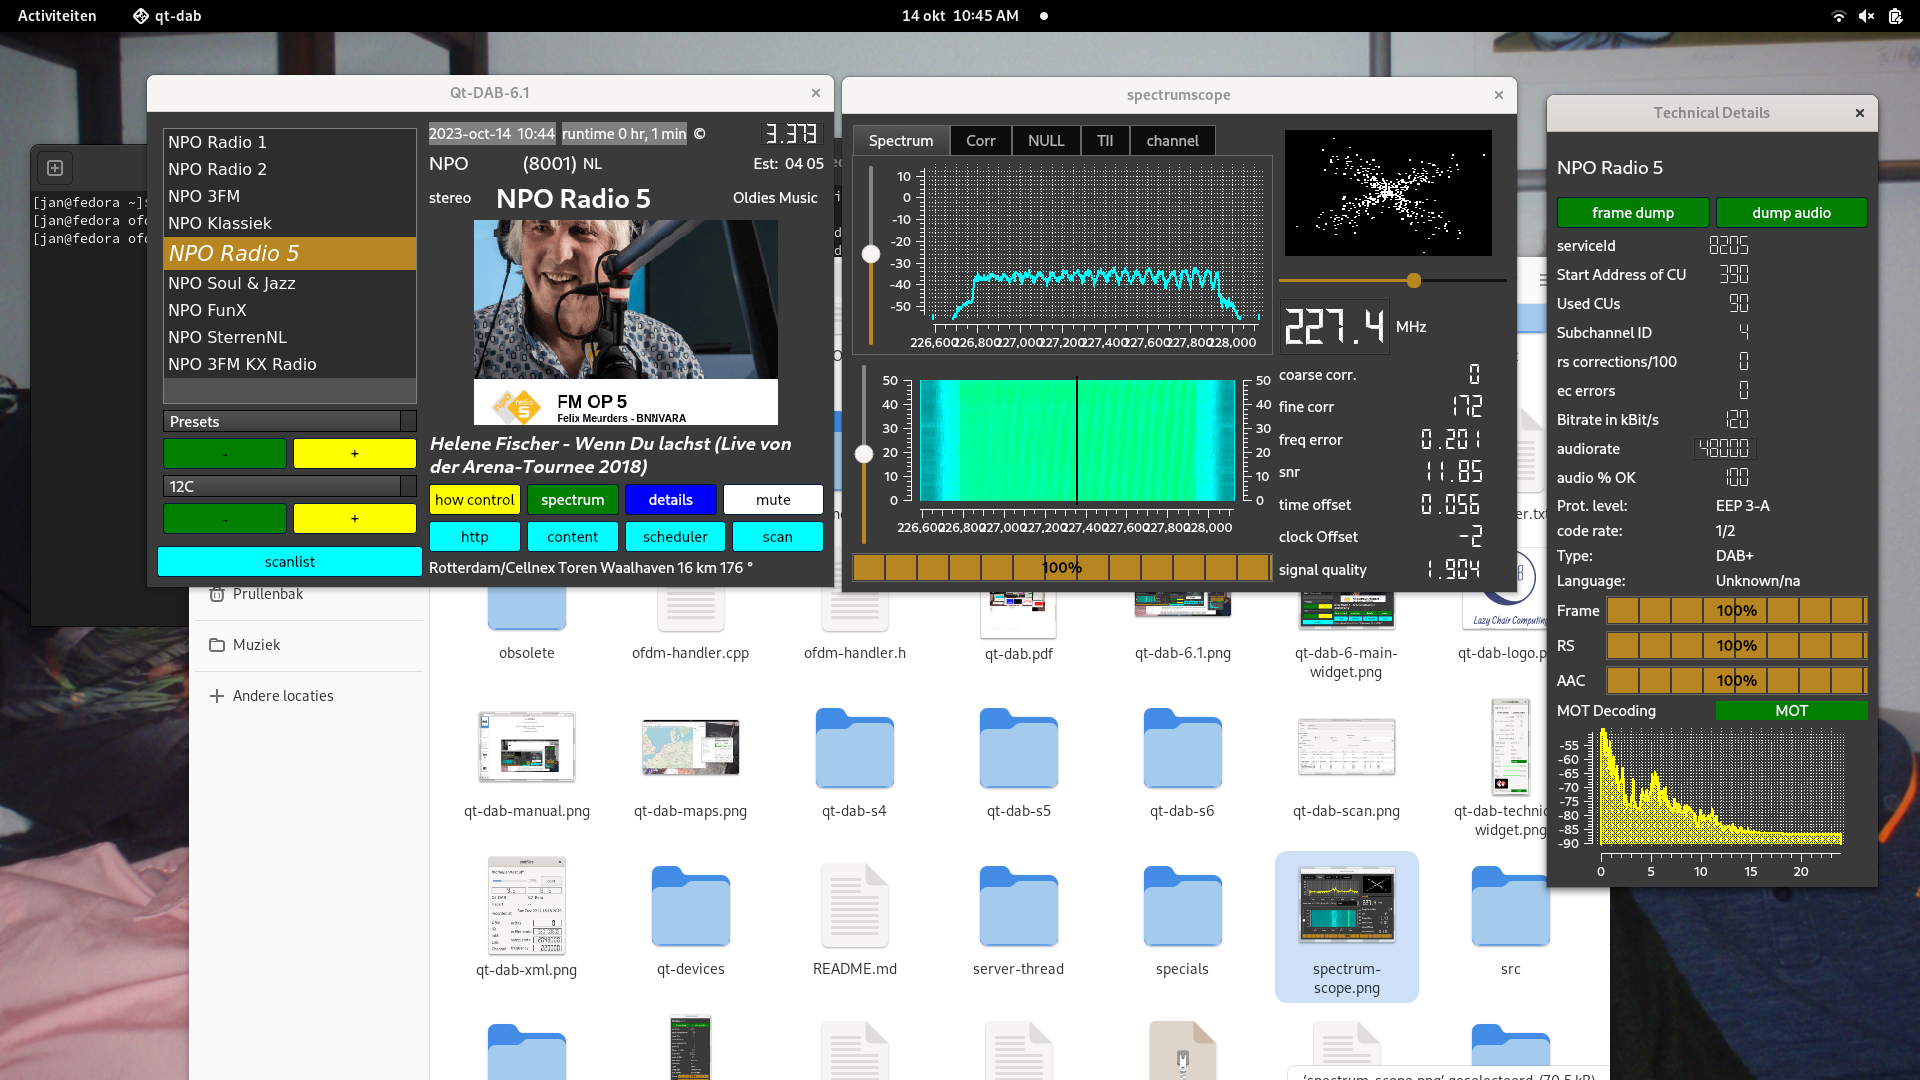 Activiteiten
qt-dab
14 okt 10:45 AM
Qt-DAB-6.1
NPO Radio 1
NPO Radio 2
NPO 3FM
NPO Klassiek
NPO Radio 5
NPO Soul & Jazz
NPO FunX
NPO SterrenNL
NPO 3FM KX Radio
Presets
- +
12C
- +
scanlist
2023-oct-14 10:44 runtime 0 hr, 1 min © 3.373
NPO (8001) NL Est: 04 05
stereo NPO Radio 5 Oldies Music
npo radio 5
FM OP 5
Felix Meurders - BNNVARA
Helene Fischer - Wenn Du lachst (Live von
der Arena-Tournee 2018)
how control spectrum details mute
http content scheduler scan
Rotterdam/Cellnex Toren Waalhaven 16 km 176 °
[jan@fedora ~]$
[jan@fedora ofd
[jan@fedora ofd
spectrumscope
Spectrum Corr NULL TII channel
10
0
-10
-20
-30
-40
-50
226,600 226,800 227,000 227,200 227,400 227,600 227,800 228,000
227.4 MHz
50 50
40 40
30 30
20 20
10 10
0 0
226,600 226,800 227,000 227,200 227,400 227,600 227,800 228,000
100%
coarse corr. 0
fine corr 172
freq error 0.201
snr 11.85
time offset 0.056
clock Offset -2
signal quality 1.904
Technical Details
NPO Radio 5
frame dump dump audio
serviceId 8205
Start Address of CU 390
Used CUs 90
Subchannel ID 4
rs corrections/100 0
ec errors 0
Bitrate in kBit/s 120
audiorate 48000
audio % OK 100
Prot. level: EEP 3-A
code rate: 1/2
Type: DAB+
Language: Unknown/na
Frame 100%
RS 100%
AAC 100%
MOT Decoding MOT
-55
-60
-65
-70
-75
-80
-85
-90
0 5 10 15 20
Prullenbak
Muziek
Andere locaties
Lazy Chair Computing
obsolete
ofdm-handler.cpp
ofdm-handler.h
qt-dab.pdf
qt-dab-6.1.png
qt-dab-6-main-
widget.png
qt-dab-logo.p
qt-dab-manual.png
qt-dab-maps.png
qt-dab-s4
qt-dab-s5
qt-dab-s6
qt-dab-scan.png
qt-dab-technic
widget.png
qt-dab-xml.png
qt-devices
README.md
server-thread
specials
spectrum-
scope.png
src